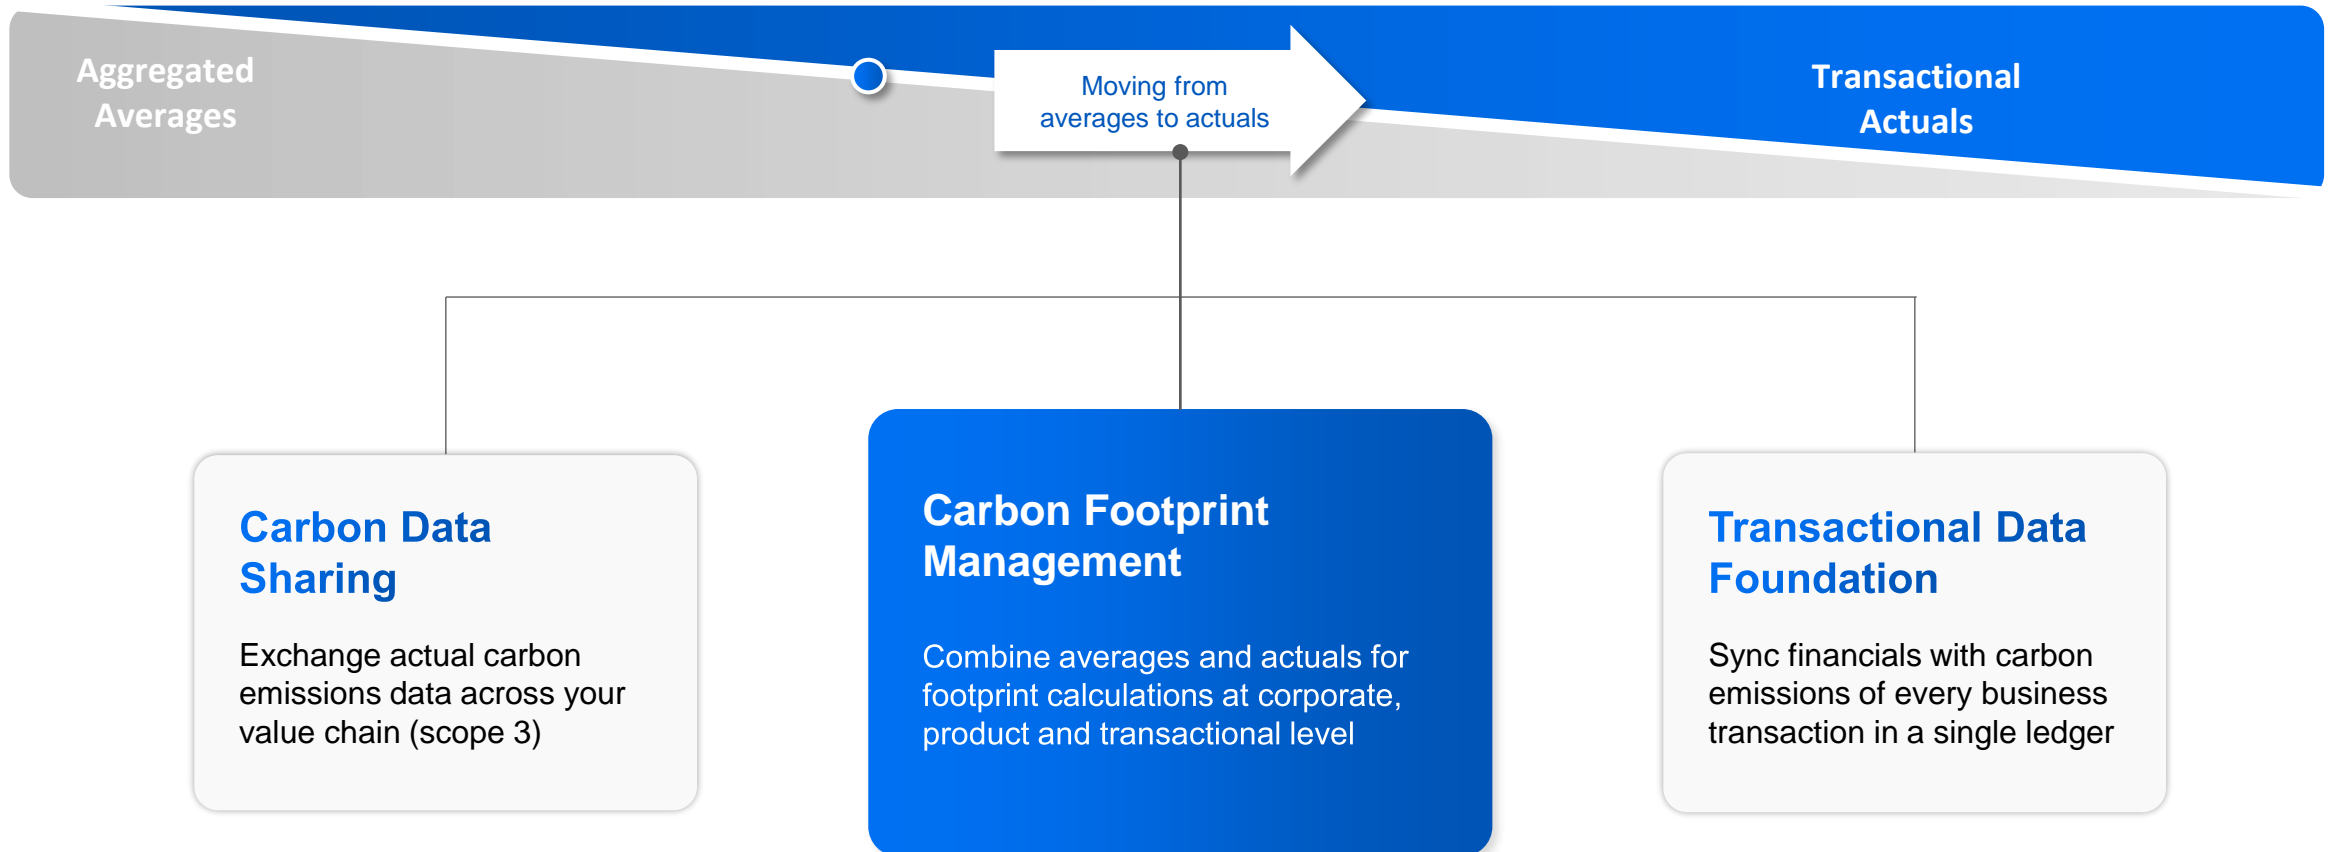 Aggregated
Averages
Moving from
averages to actuals
Transactional
Actuals
Carbon Data
Sharing
Exchange actual carbon
emissions data across your
value chain (scope 3)
Carbon Footprint
Management
Combine averages and actuals for
footprint calculations at corporate,
product and transactional level
Transactional Data
Foundation
Sync financials with carbon
emissions of every business
transaction in a single ledger